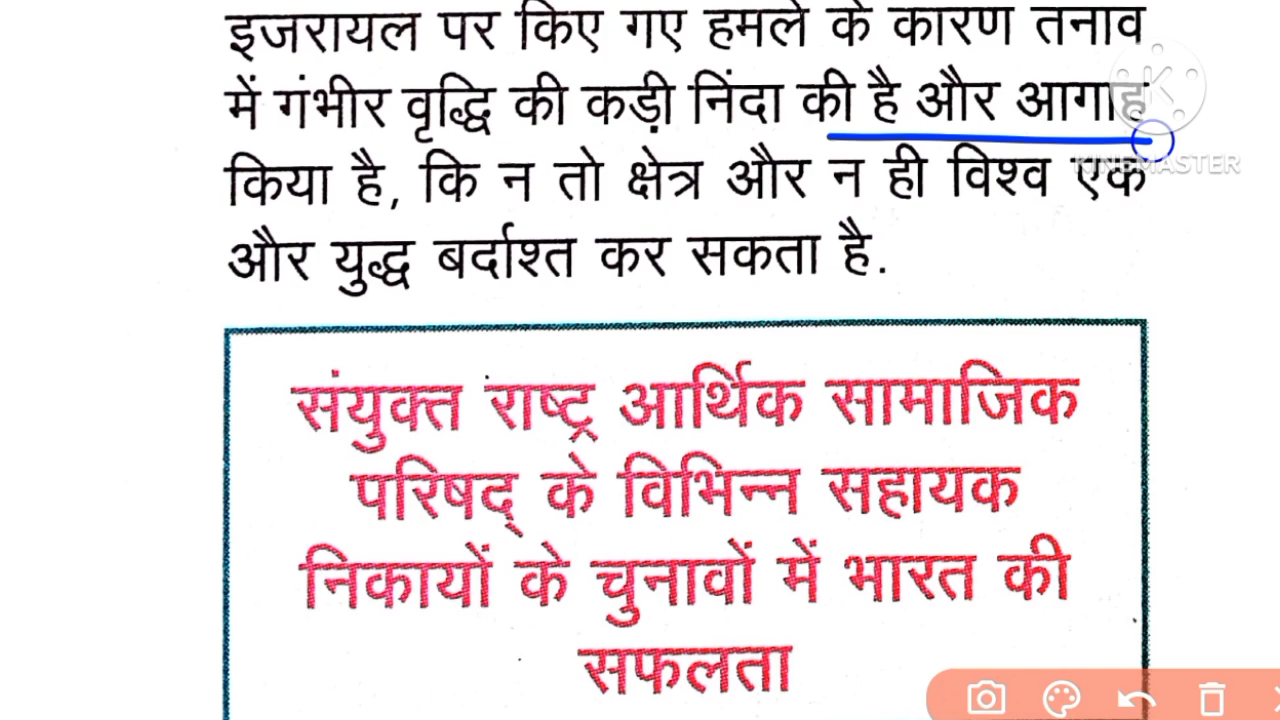 इजरायल पर किए गए हमले के कारण तनाव
में गंभीर वृद्धि की कड़ी निंदा की है और आगाह
किया है, कि न तो क्षेत्र और न ही विश्व एक
और युद्ध बर्दाश्त कर सकता है.
KINEMASTER
संयुक्त राष्ट्र आर्थिक सामाजिक
परिषद् के विभिन्न सहायक
निकायों के चुनावों में भारत की
सफलता